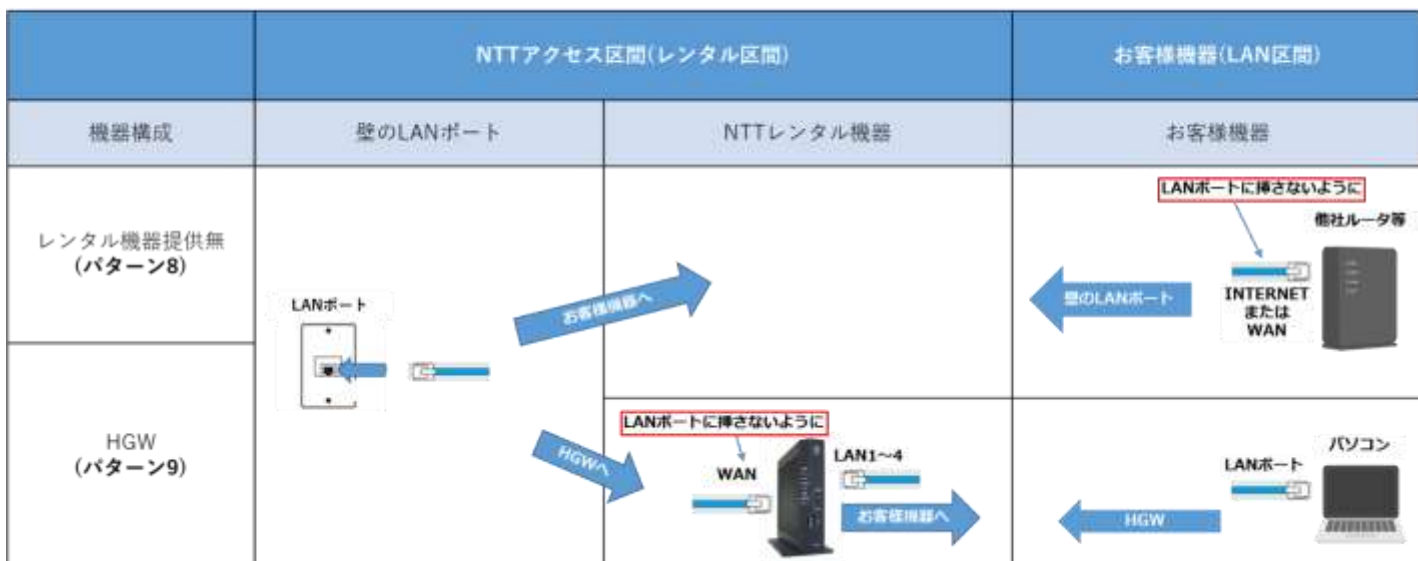 NTTアクセス区間(レンタル区間)
お客様機器(LAN区間)
機器構成
壁のLANポート
NTTレンタル機器
お客様機器
レンタル機器提供無
(パターン8)
LANポート
お客様機器へ
LANポートに挿さないように
他社ルータ等
壁のLANポート
INTERNET
または
WAN
HGW
(パターン9)
HGWへ
LANポートに挿さないように
WAN
LAN1～4
お客様機器へ
パソコン
LANポート
HGW